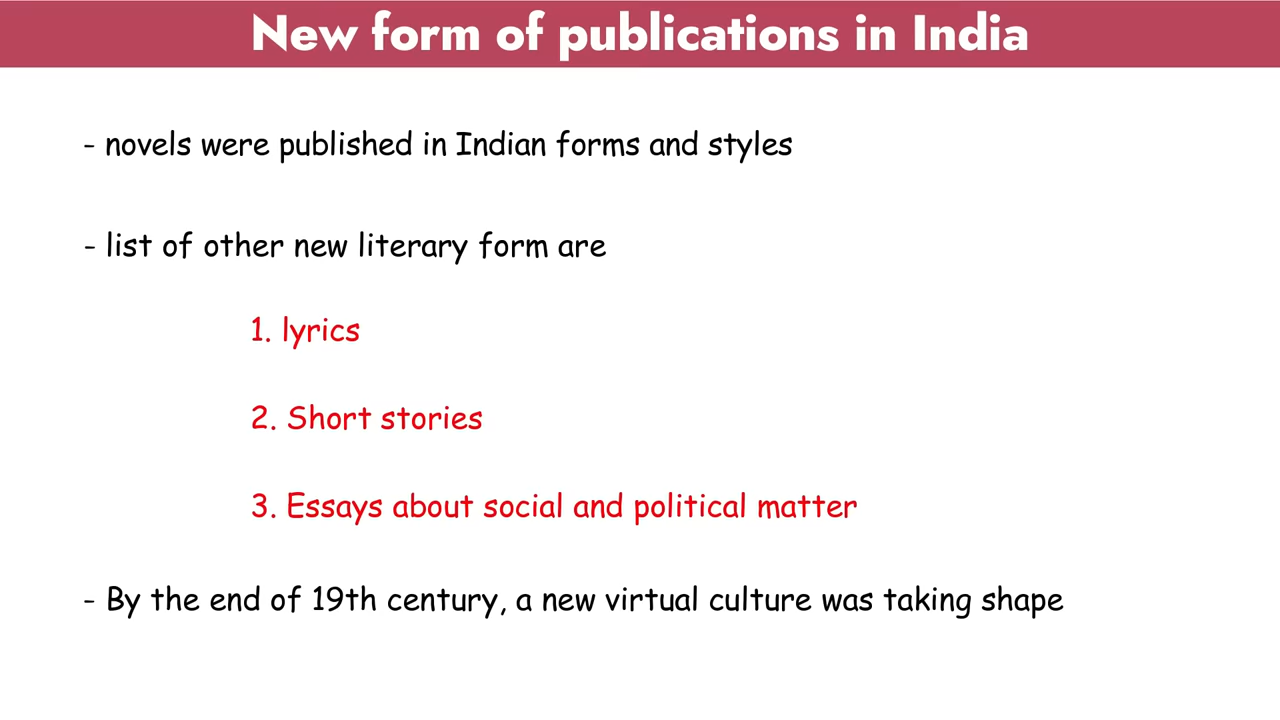 New form of publications in India
- novels were published in Indian forms and styles
- list of other new literary form are
1. lyrics
2. Short stories
3. Essays about social and political matter
- By the end of 19th century, a new virtual culture was taking shape